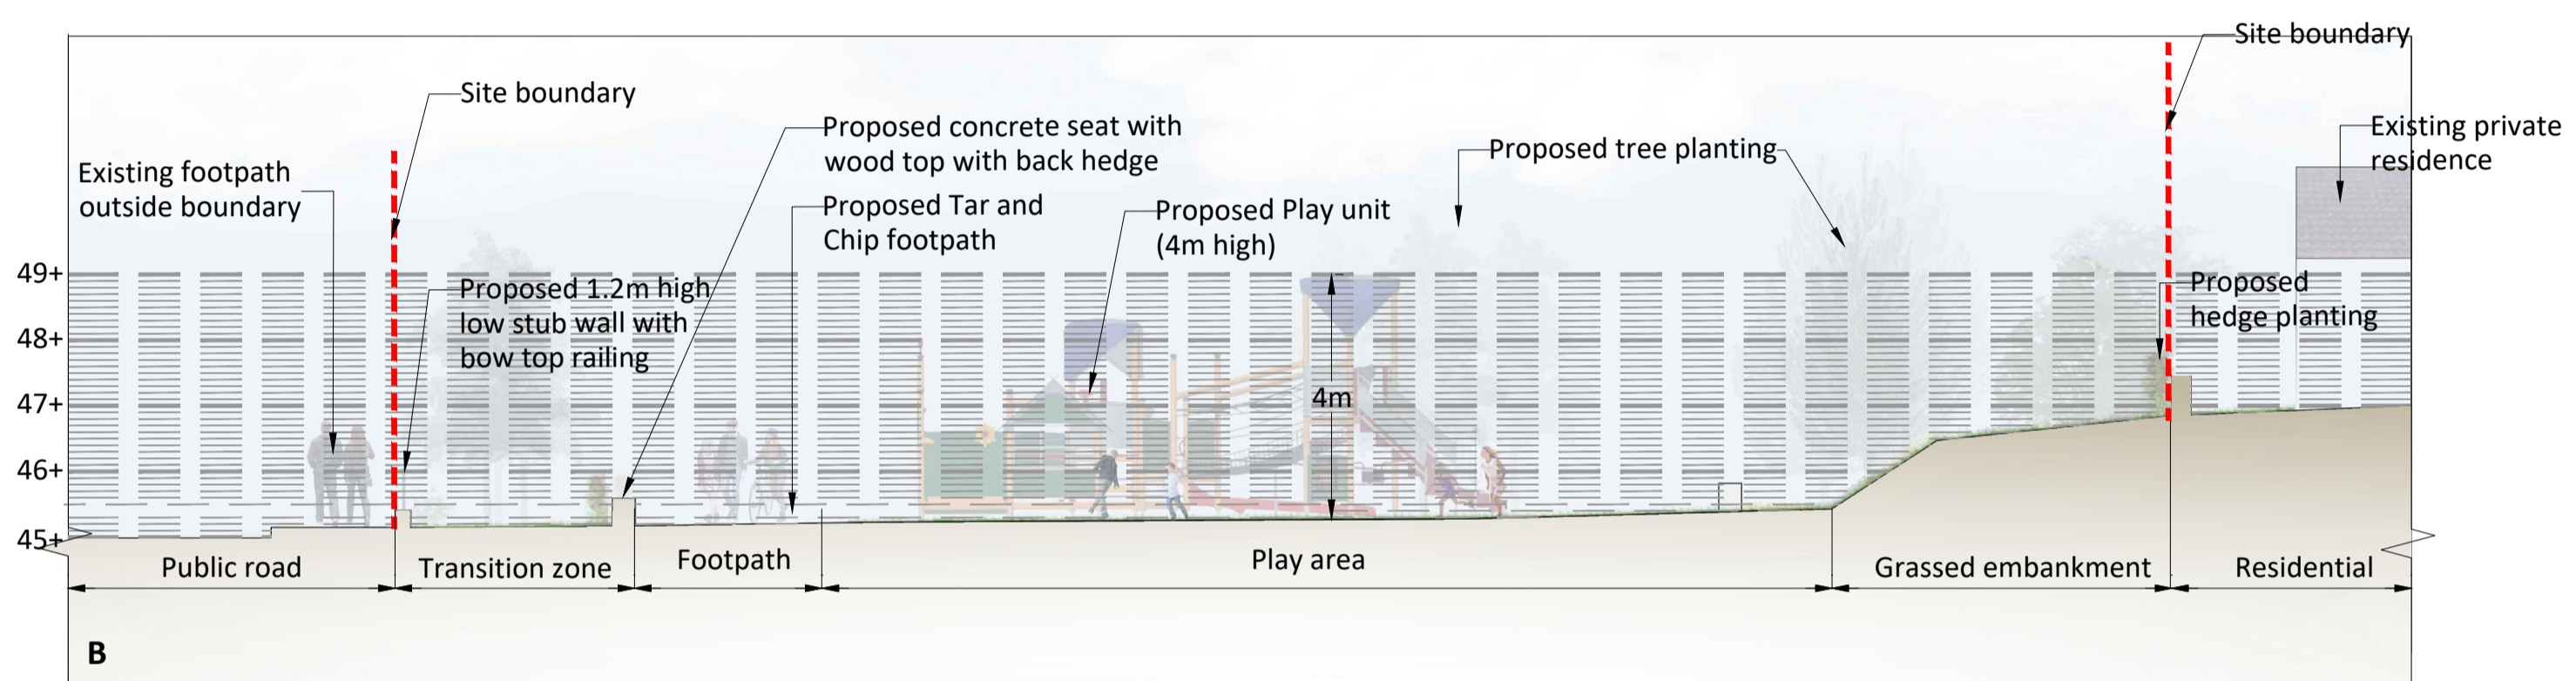 Site boundary
Site boundary
Existing footpath
outside boundary
Proposed concrete seat with
wood top with back hedge
Proposed Tar and
Chip footpath
Proposed Play unit
(4m high)
Proposed tree planting
Existing private
residence
Proposed 1.2m high
low stub wall with
bow top railing
Proposed
hedge planting
49+
48+
47+
46+
45+
4m
Public road
Transition zone
Footpath
Play area
Grassed embankment
Residential
B